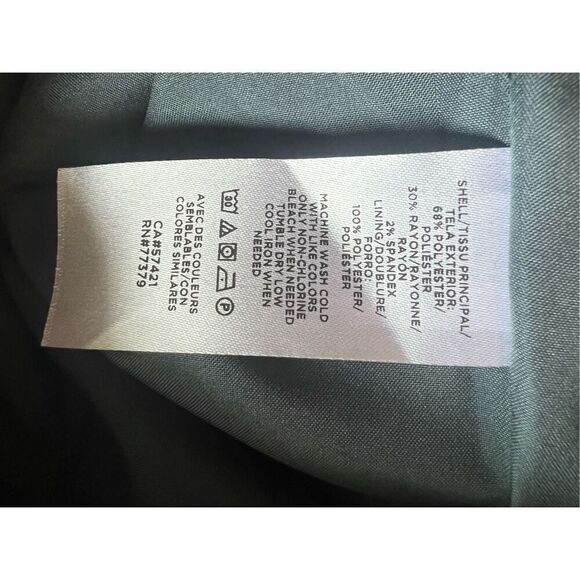 SHELL/TISSU PRINCIPAL/
TELA EXTERIOR:
68% POLYESTER/
POLIÉSTER
30% RAYON/RAYONNE/
RAYON
2% SPANDEX
LINING/DOUBLURE/
FORRO:
100% POLYESTER/
POLIÉSTER
MACHINE WASH COLD
WITH LIKE COLORS
ONLY NON-CHLORINE
BLEACH WHEN NEEDED
TUMBLE DRY LOW
COOL IRON WHEN
NEEDED
30
AVEC DES COULEURS
SEMBLABLES/CON
COLORES SIMILARES
CA#57421
RN#77379